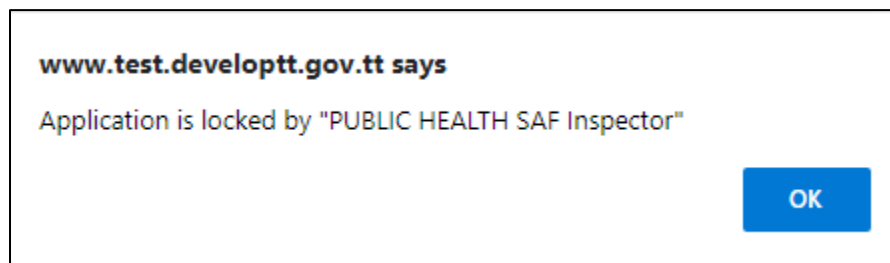 www.test.developtt.gov.tt says
Application is locked by "PUBLIC HEALTH SAF Inspector"
OK